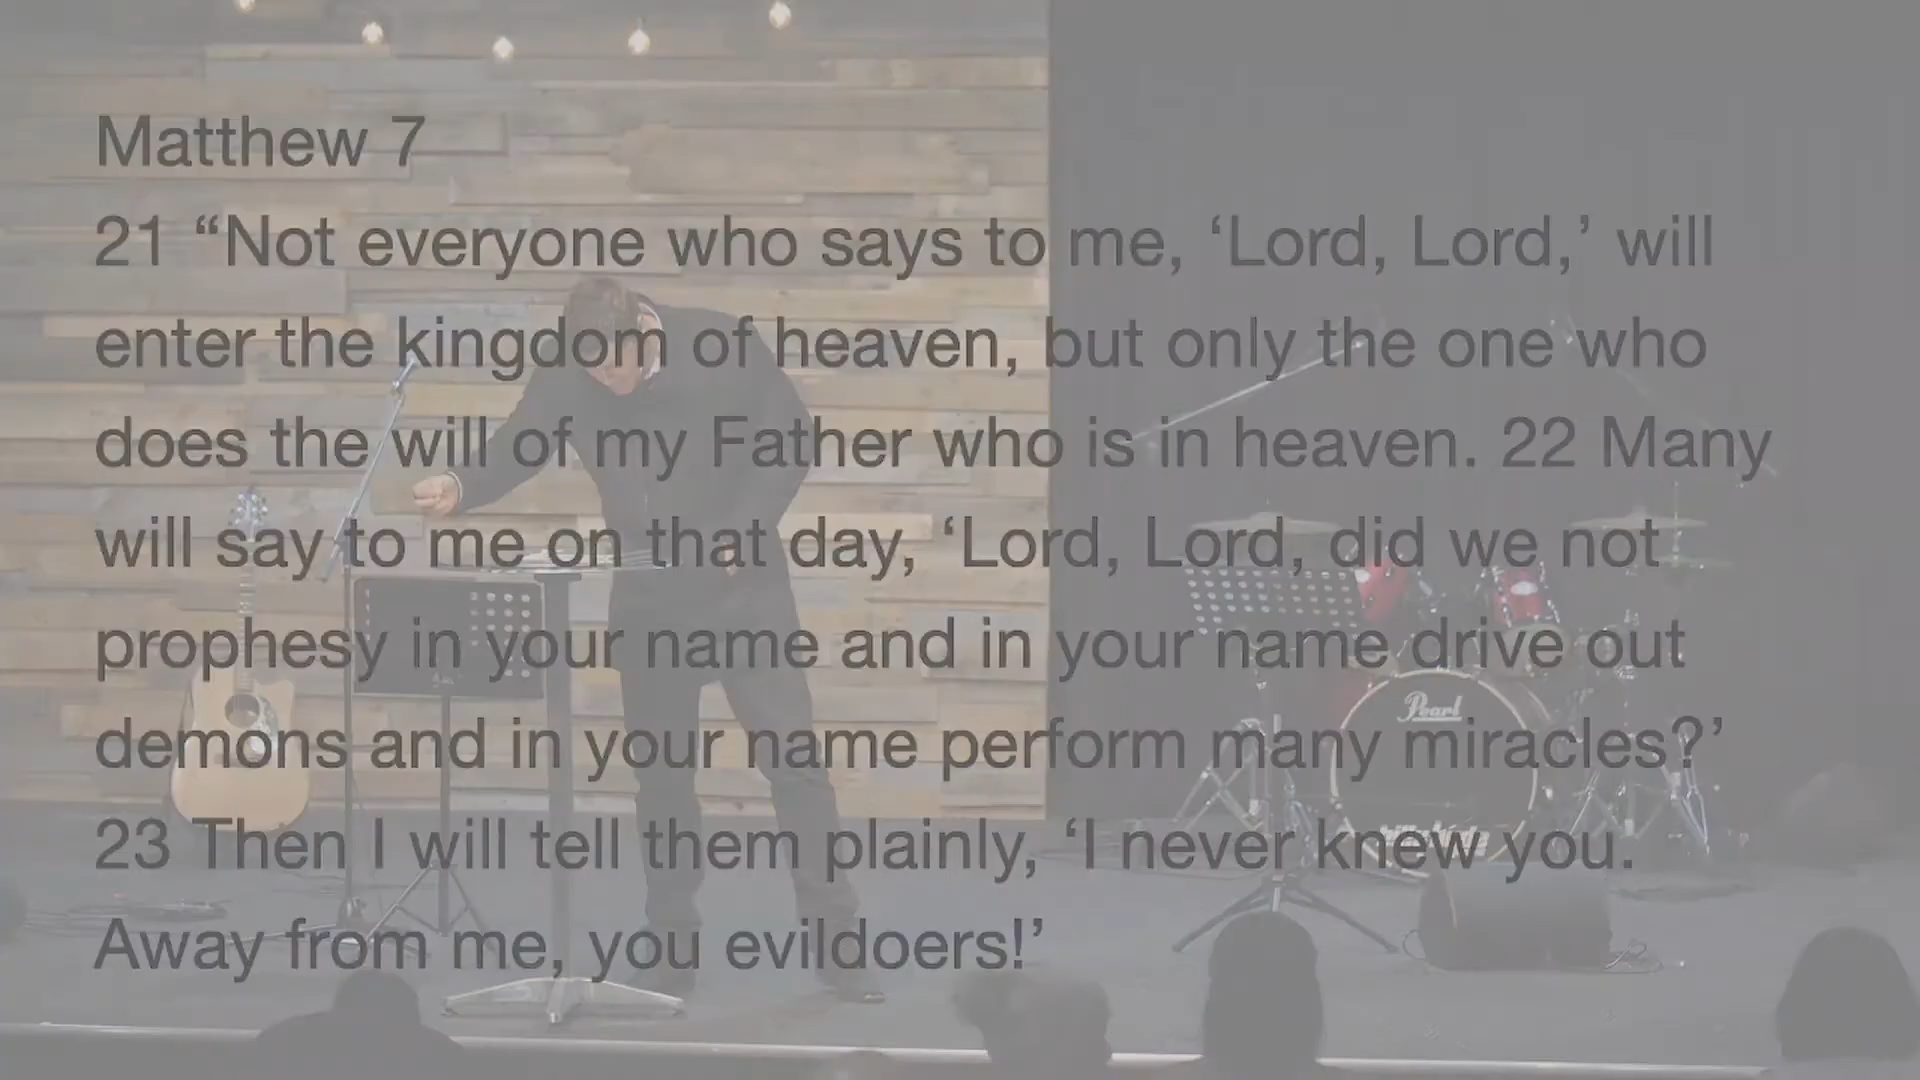 Matthew 7
21 “Not everyone who says to me, ‘Lord, Lord,’ will
enter the kingdom of heaven, but only the one who
does the will of my Father who is in heaven. 22 Many
will say to me on that day, ‘Lord, Lord, did we not
prophesy in your name and in your name drive out
demons and in your name perform many miracles?’
23 Then I will tell them plainly, ‘I never knew you.
Away from me, you evildoers!’
Pearl